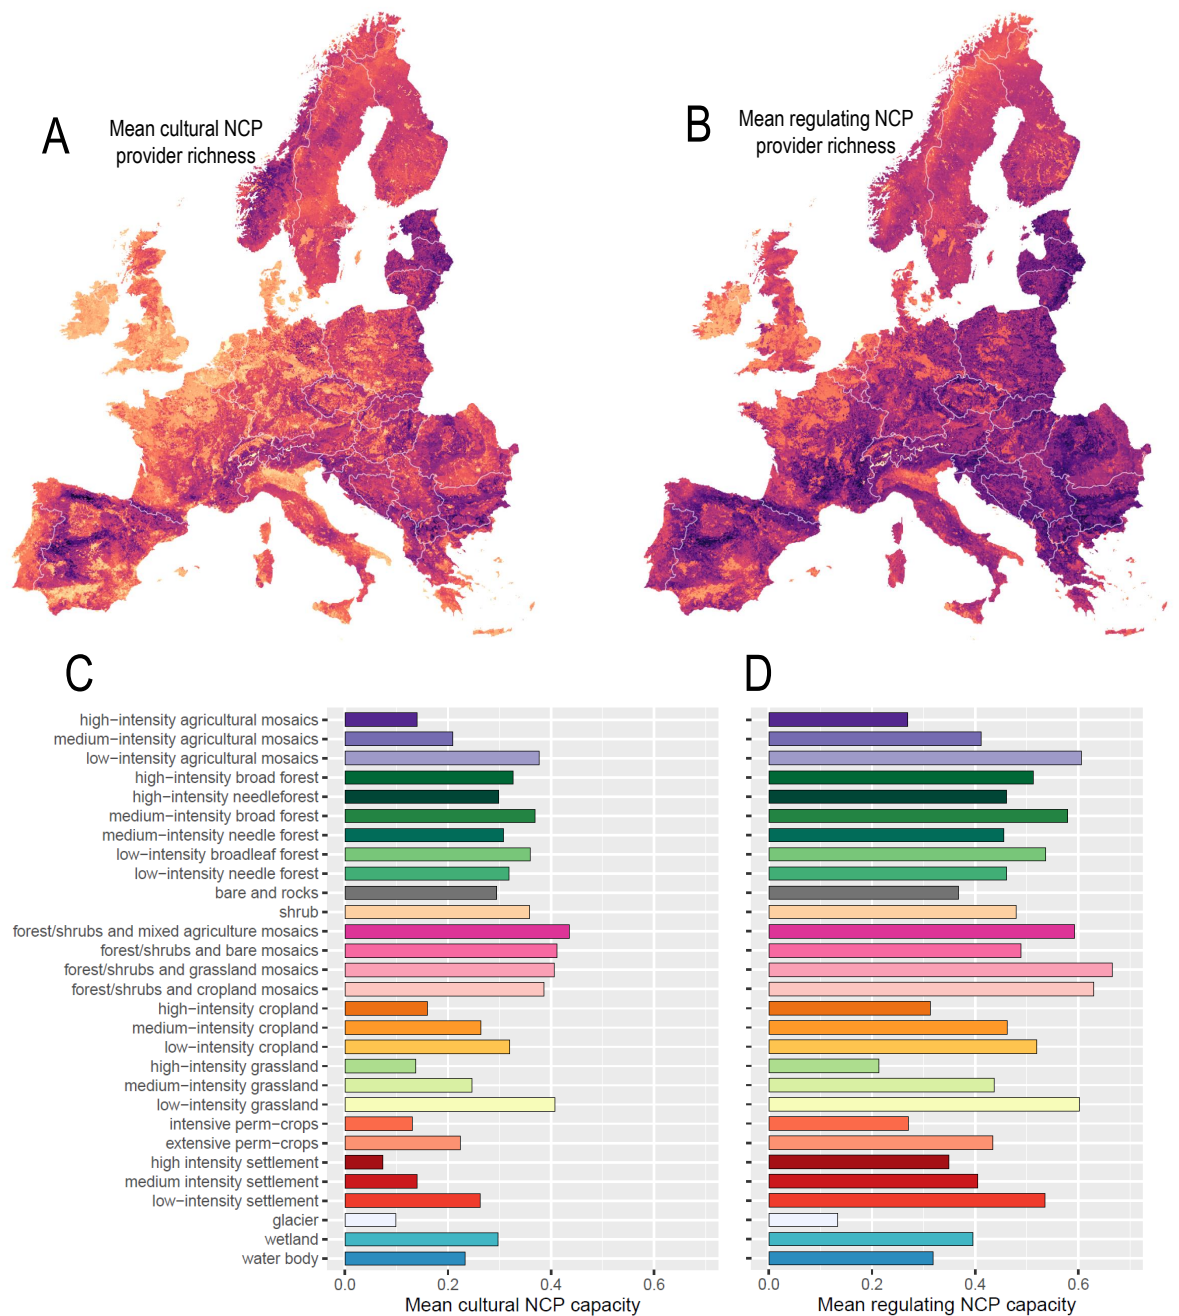 A
Mean cultural NCP
provider richness
B
Mean regulating NCP
provider richness
C
D
high−intensity agricultural mosaics
medium−intensity agricultural mosaics
low−intensity agricultural mosaics
high−intensity broad forest
high−intensity needleforest
medium−intensity broad forest
medium−intensity needle forest
low−intensity broadleaf forest
low−intensity needle forest
bare and rocks
shrub
forest/shrubs and mixed agriculture mosaics
forest/shrubs and bare mosaics
forest/shrubs and grassland mosaics
forest/shrubs and cropland mosaics
high−intensity cropland
medium−intensity cropland
low−intensity cropland
high−intensity grassland
medium−intensity grassland
low−intensity grassland
intensive perm−crops
extensive perm−crops
high intensity settlement
medium intensity settlement
low−intensity settlement
glacier
wetland
water body
0.0 0.2 0.4 0.6
Mean cultural NCP capacity
0.0 0.2 0.4 0.6
Mean regulating NCP capacity